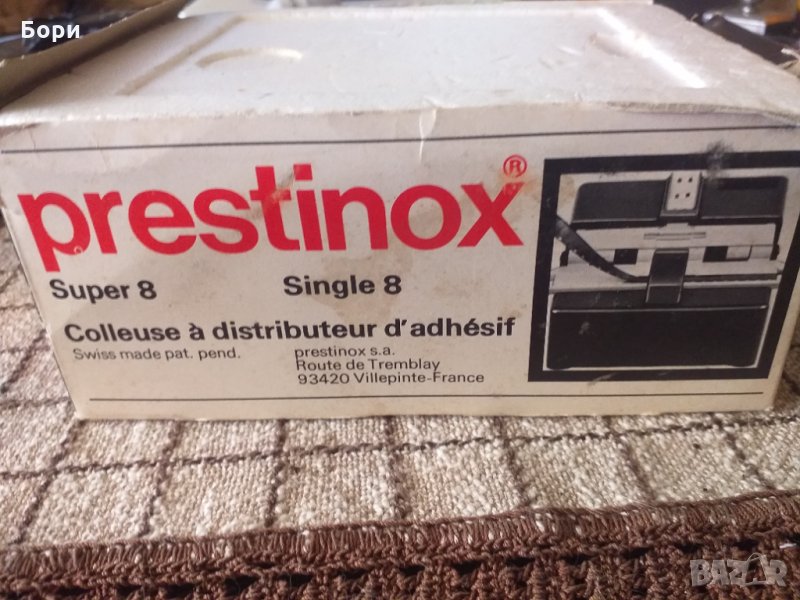 Бори
prestinox®
Super 8 Single 8
Colleuse à distributeur d'adhésif
Swiss made pat. pend. prestinox s.a.
Route de Tremblay
93420 Villepinte-France
BAZAR